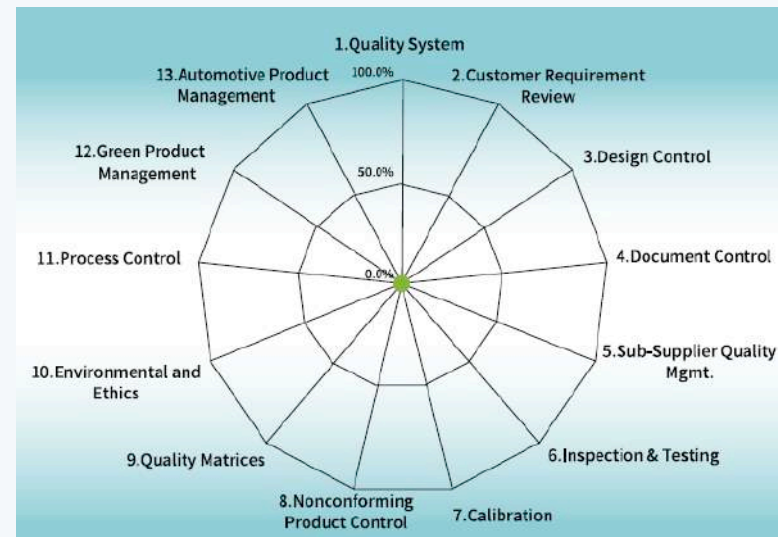 1.Quality System
100.0%
2.Customer Requirement
Review
3.Design Control
4.Document Control
5.Sub-Supplier Quality
Mgmt.
6.Inspection & Testing
7.Calibration
8.Nonconforming
Product Control
9.Quality Matrices
10.Environmental and
Ethics
11.Process Control
12.Green Product
Management
13.Automotive Product
Management
50.0%
0.0%